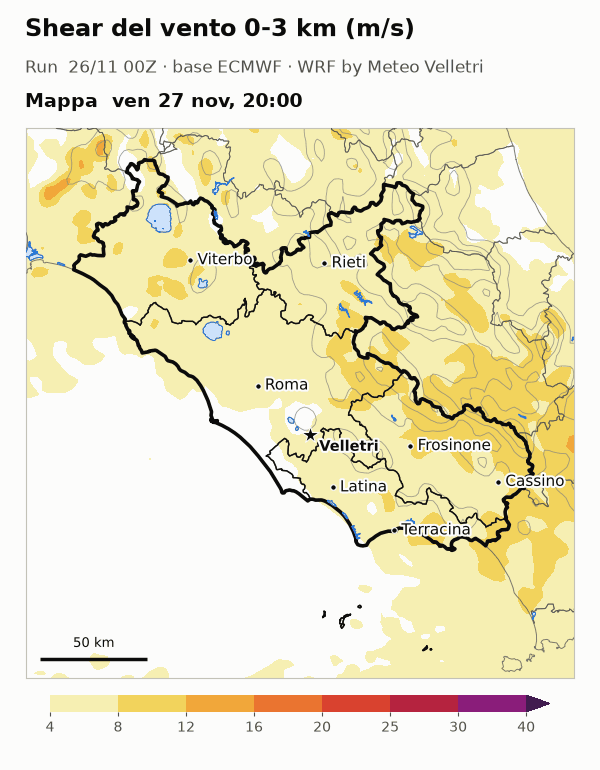 Shear del vento 0-3 km (m/s)
Run  26/11 00Z · base ECMWF · WRF by Meteo Velletri
Mappa  ven 27 nov, 20:00
Viterbo
Rieti
Roma
Velletri
Frosinone
Cassino
Latina
Terracina
50 km
4 8 12 16 20 25 30 40